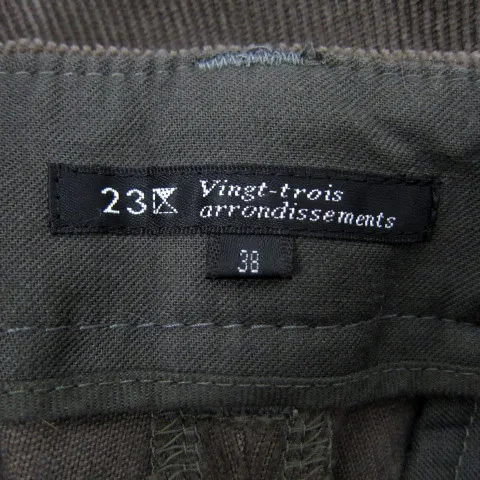 23区 Vingt-trois
arrondissements
38